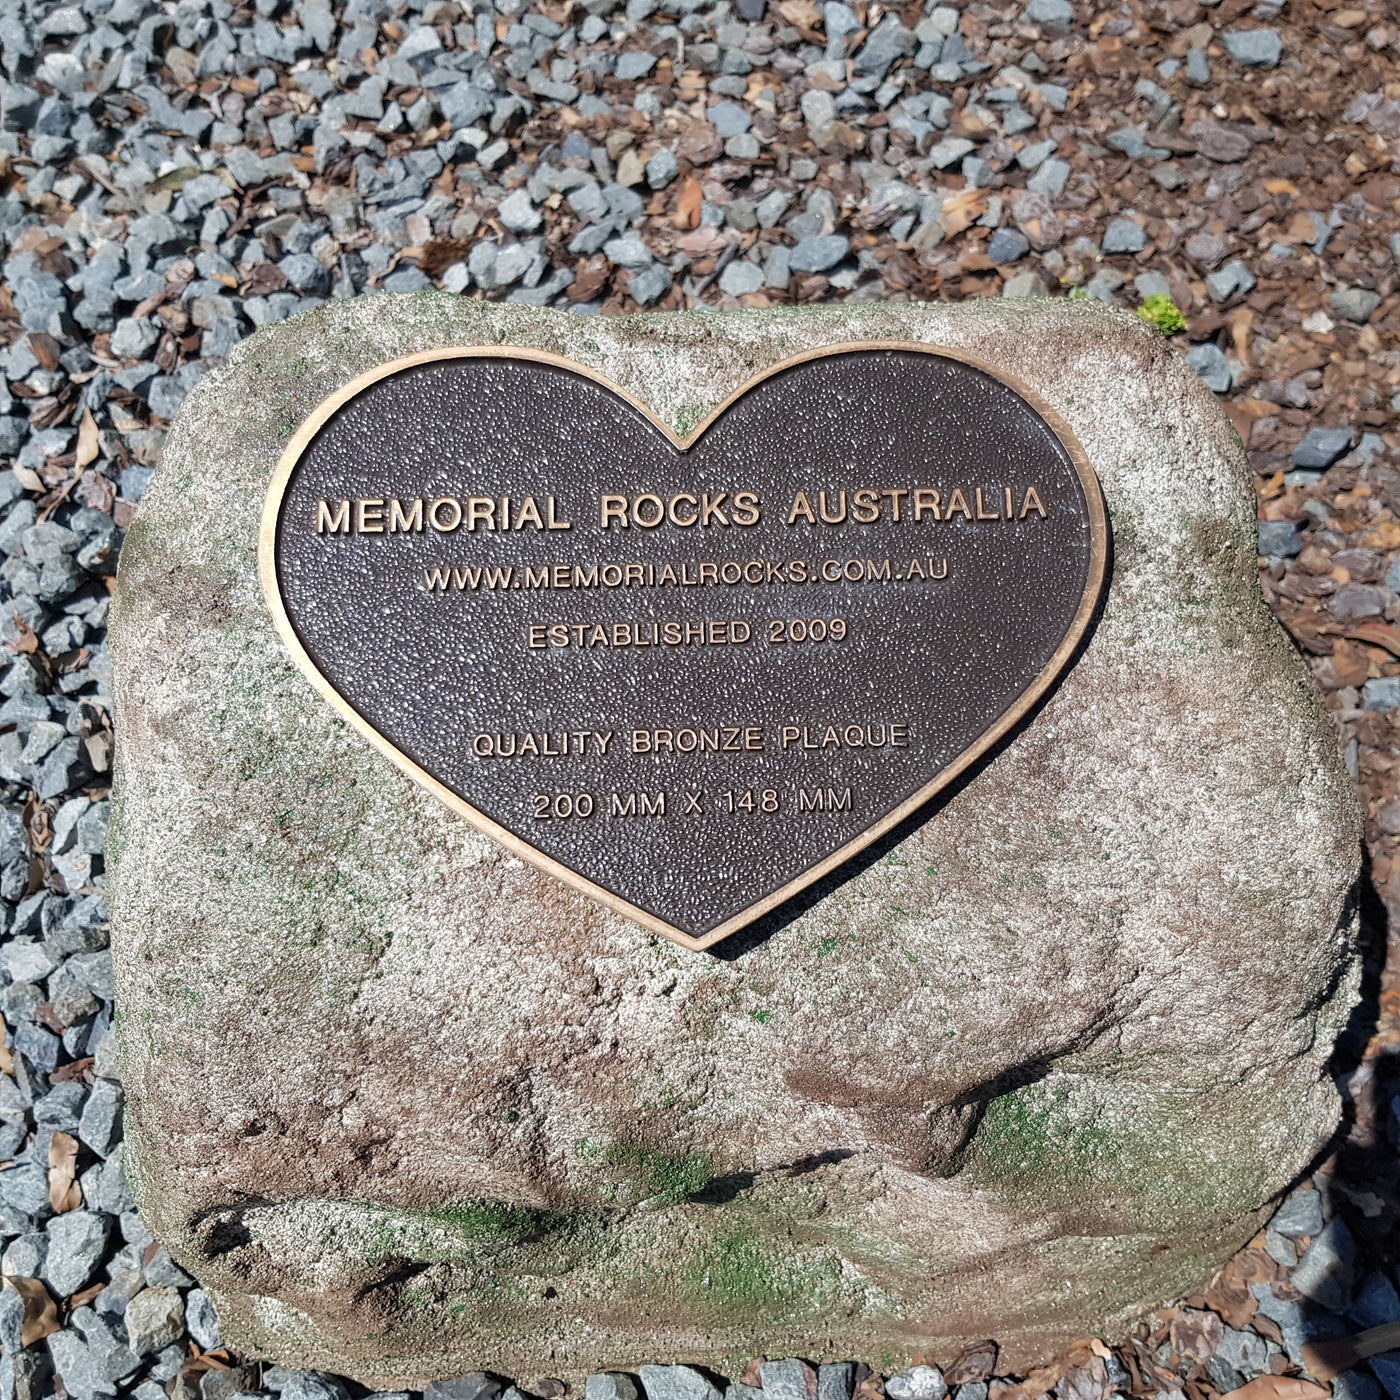 MEMORIAL ROCKS AUSTRALIA
WWW.MEMORIALROCKS.COM.AU
ESTABLISHED 2009
QUALITY BRONZE PLAQUE
200 MM X 148 MM